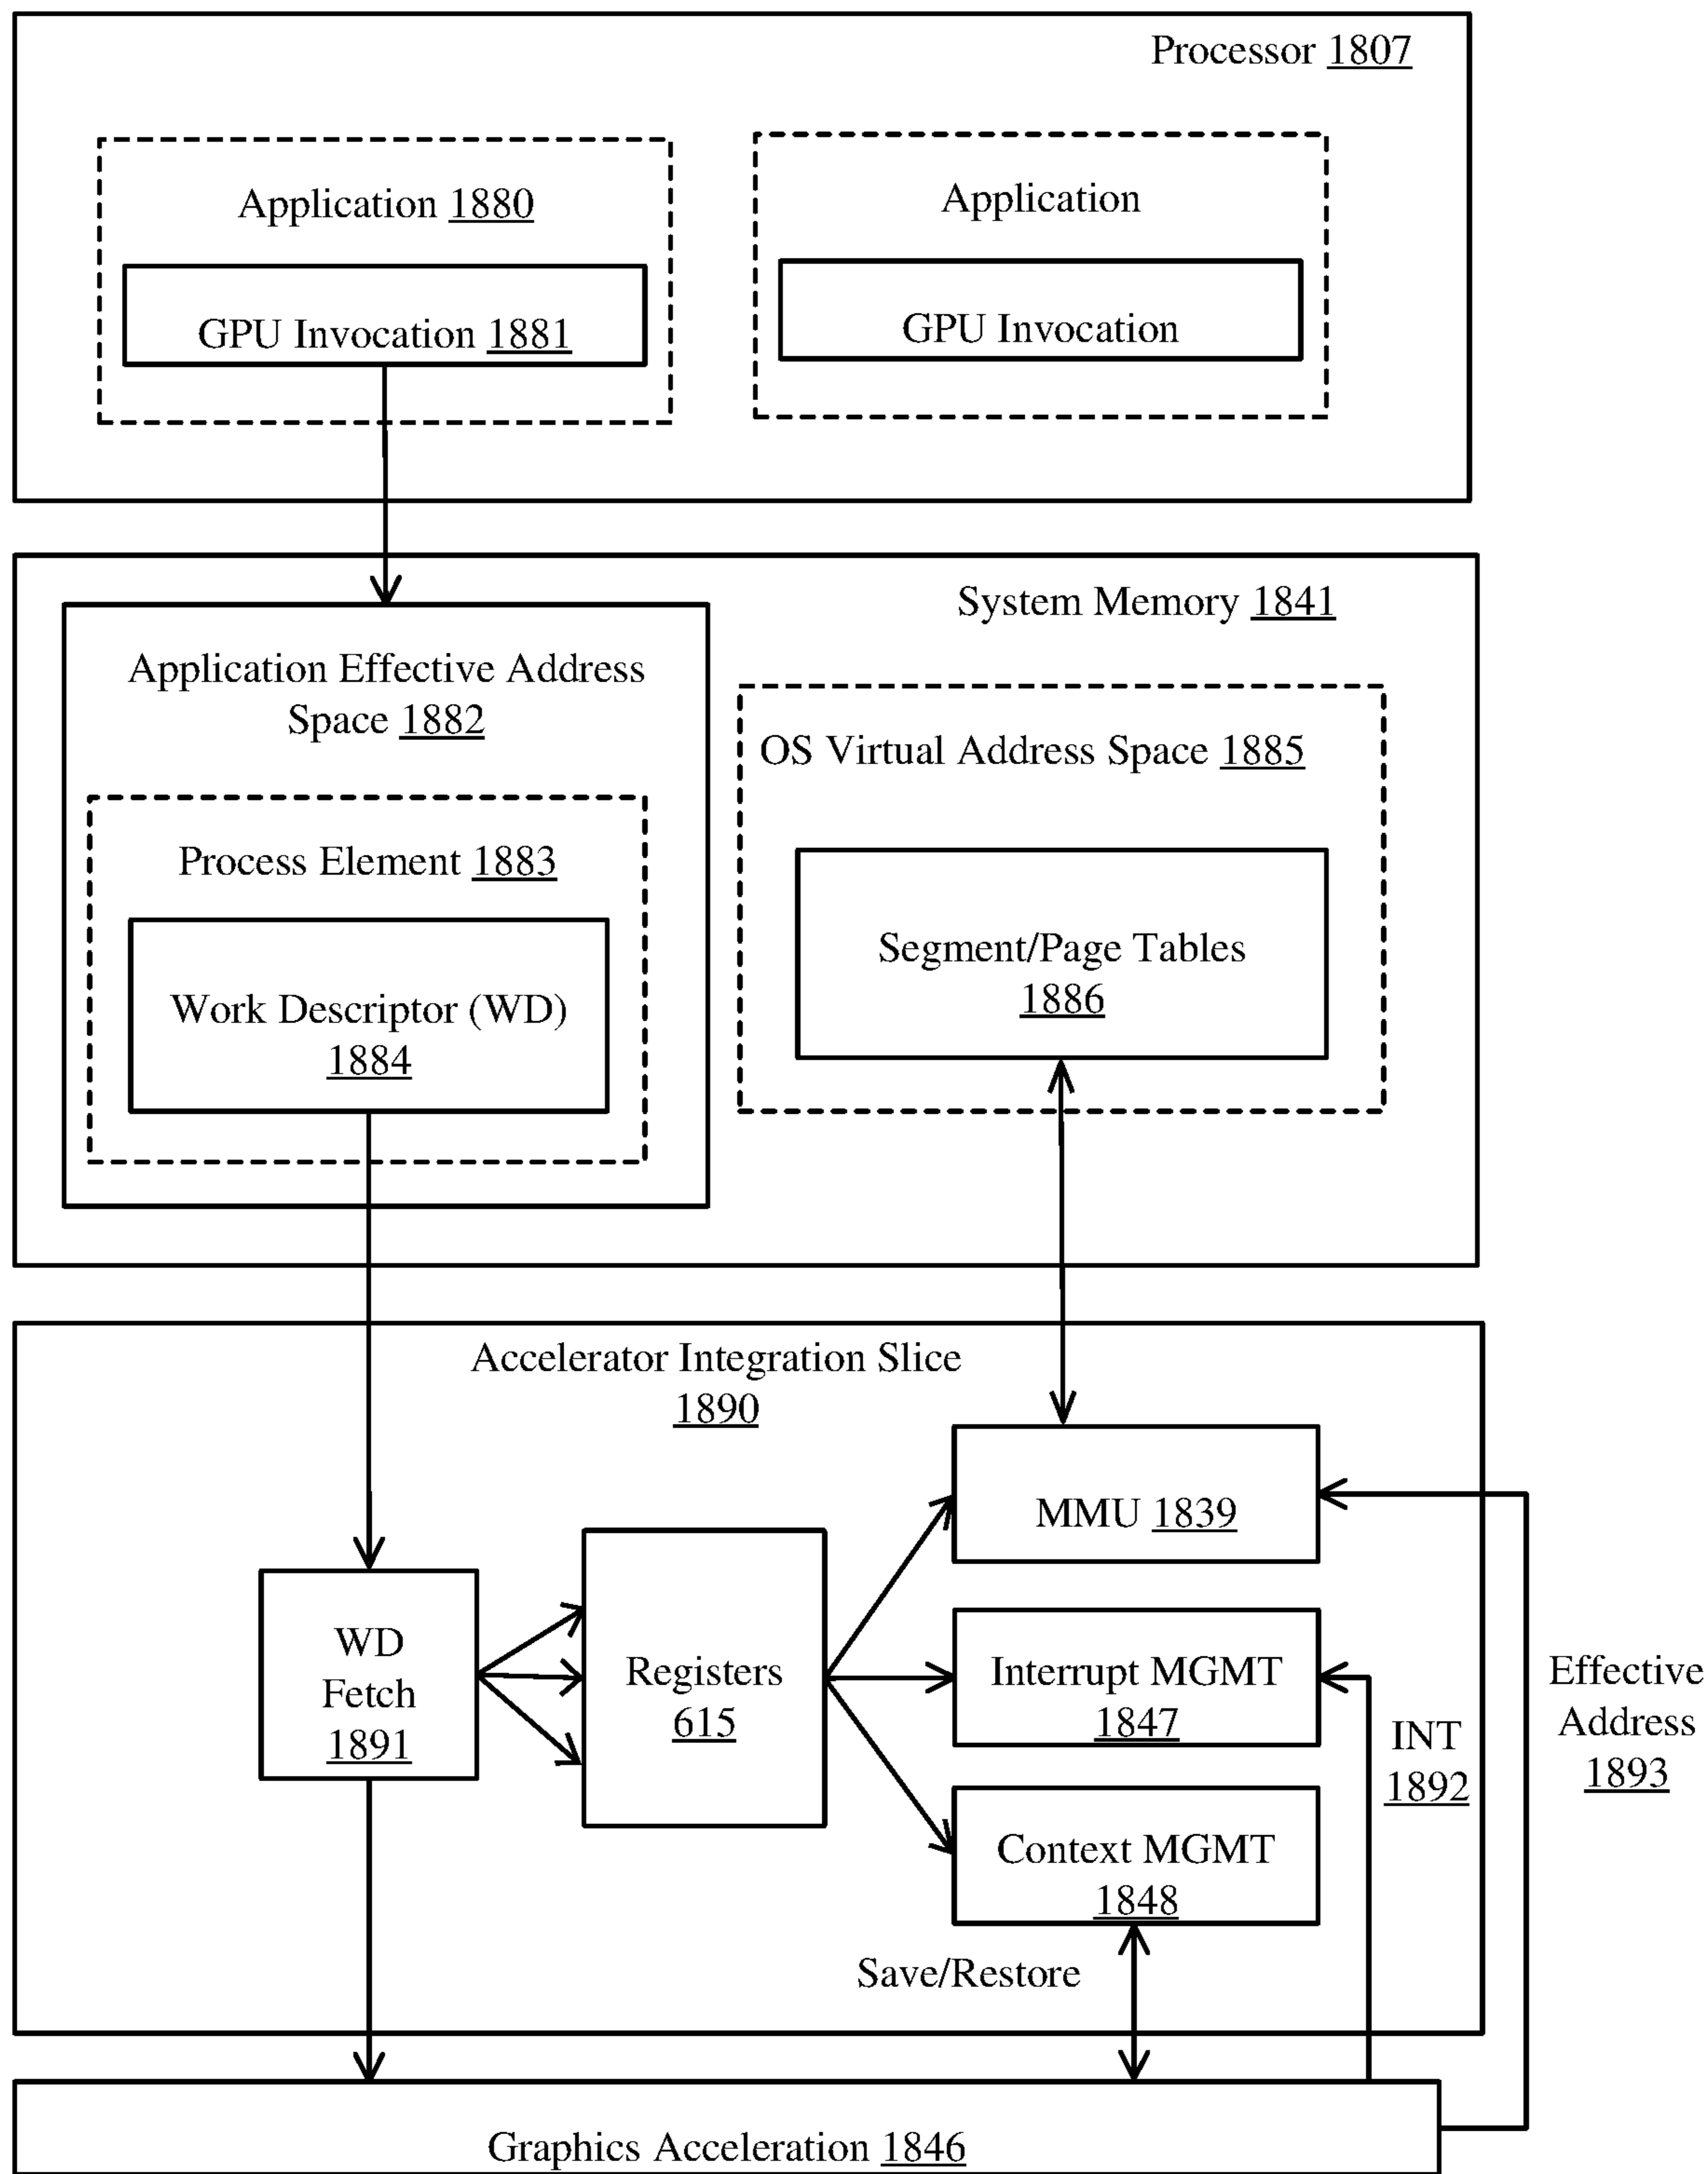 Processor 1807
Application 1880
GPU Invocation 1881
Application
GPU Invocation
System Memory 1841
Application Effective Address
Space 1882
Process Element 1883
Work Descriptor (WD)
1884
OS Virtual Address Space 1885
Segment/Page Tables
1886
Accelerator Integration Slice
1890
WD
Fetch
1891
Registers
615
MMU 1839
Interrupt MGMT
1847
Context MGMT
1848
Save/Restore
INT
1892
Effective
Address
1893
Graphics Acceleration 1846